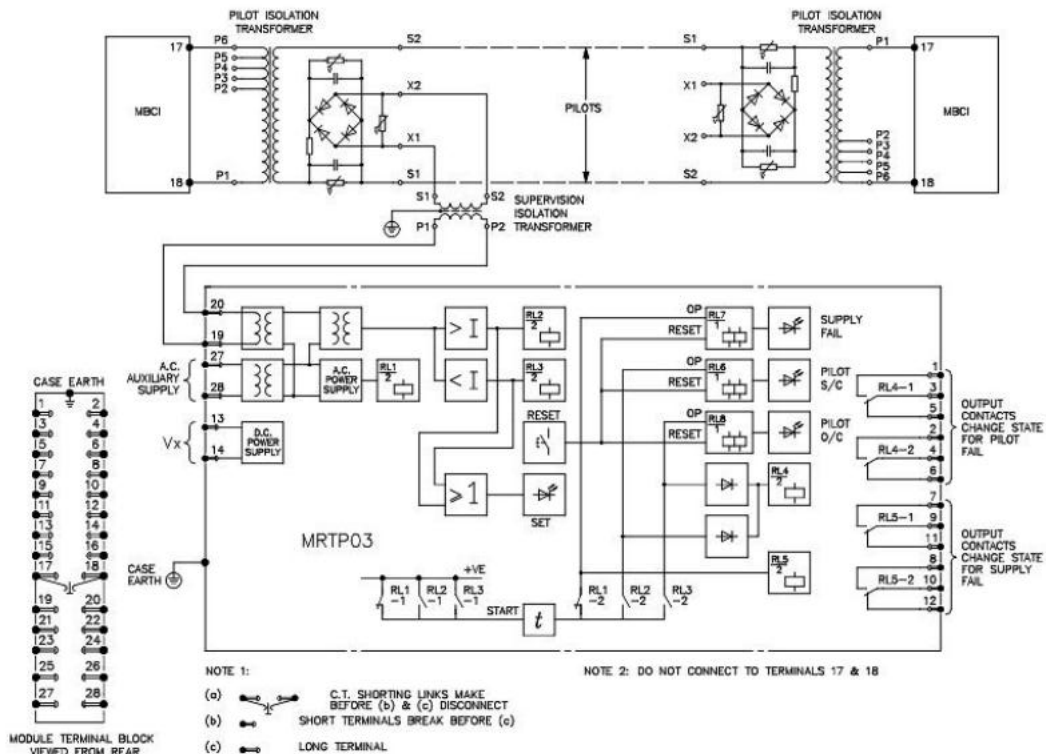 PILOT ISOLATION
TRANSFORMER
PILOT ISOLATION
TRANSFORMER
17
P6
P5
P4
P3
P2
S2
S1
P1
17
X2
X1
MBCI
PILOTS
MBCI
X1
X2
P2
P3
P4
P5
P6
18
P1
S1
S2
18
S1
S2
SUPERVISION
ISOLATION
TRANSFORMER
P1
P2
20
19
> I
RL2
2
OP
RESET
RL7
1
SUPPLY
FAIL
A.C.
AUXILIARY
SUPPLY
27
28
A.C.
POWER
SUPPLY
RL1
2
< I
RL3
2
OP
RESET
RL6
1
PILOT
S/C
Vx
13
14
D.C.
POWER
SUPPLY
RESET
OP
RESET
RL8
1
PILOT
O/C
⩾ 1
SET
RL4
2
MRTP03
RL5
2
CASE
EARTH
+VE
RL1
-1
RL2
-1
RL3
-1
START
t
RL1
-2
RL2
-2
RL3
-2
1
3
5
RL4-1
2
4
6
RL4-2
OUTPUT
CONTACTS
CHANGE STATE
FOR PILOT
FAIL
7
9
11
RL5-1
8
10
12
RL5-2
OUTPUT
CONTACTS
CHANGE STATE
FOR SUPPLY
FAIL
CASE EARTH
1 2
3 4
5 6
7 8
9 10
11 12
13 14
15 16
17 18
19 20
21 22
23 24
25 26
27 28
MODULE TERMINAL BLOCK
VIEWED FROM REAR
NOTE 1:
(a) C.T. SHORTING LINKS MAKE
BEFORE (b) & (c) DISCONNECT
(b) SHORT TERMINALS BREAK BEFORE (c)
(c) LONG TERMINAL
NOTE 2: DO NOT CONNECT TO TERMINALS 17 & 18